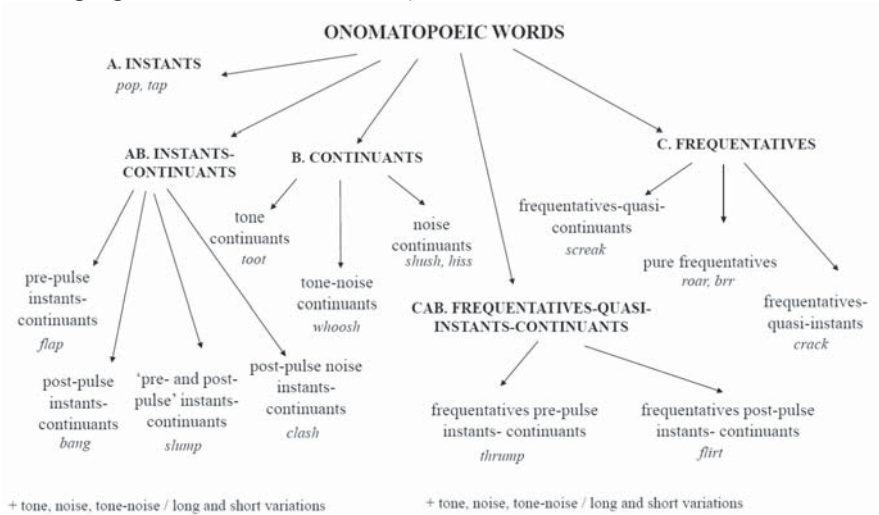 ONOMATOPOEIC WORDS
A. INSTANTS
pop, tap
AB. INSTANTS-
CONTINUANTS
B. CONTINUANTS
C. FREQUENTATIVES
tone
continuants
toot
noise
continuants
shush, hiss
tone-noise
continuants
whoosh
frequentatives-quasi-
continuants
screak
pure frequentatives
roar, brr
frequentatives-
quasi-instants
crack
pre-pulse
instants-
continuants
flap
post-pulse
instants-
continuants
bang
'pre- and post-
pulse' instants-
continuants
slump
post-pulse noise
instants-
continuants
clash
CAB. FREQUENTATIVES-QUASI-
INSTANTS-CONTINUANTS
frequentatives pre-pulse
instants- continuants
thrump
frequentatives post-pulse
instants- continuants
flirt
+ tone, noise, tone-noise / long and short variations
+ tone, noise, tone-noise / long and short variations